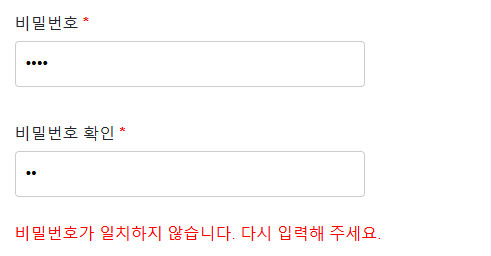 비밀번호 *
••••
비밀번호 확인 *
••
비밀번호가 일치하지 않습니다. 다시 입력해 주세요.